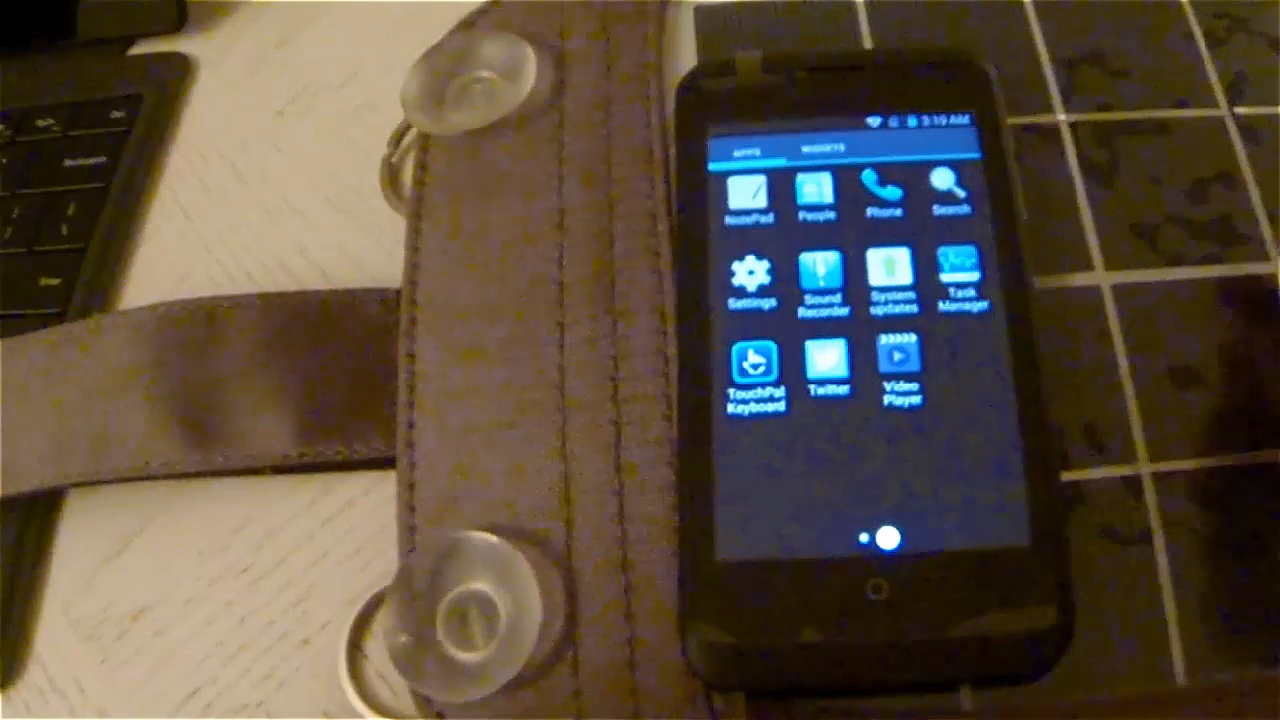 3:19 AM
APPS WIDGETS
NotePad People Phone Search
Settings Sound Recorder System updates Task Manager
TouchPal Keyboard Twitter Video Player